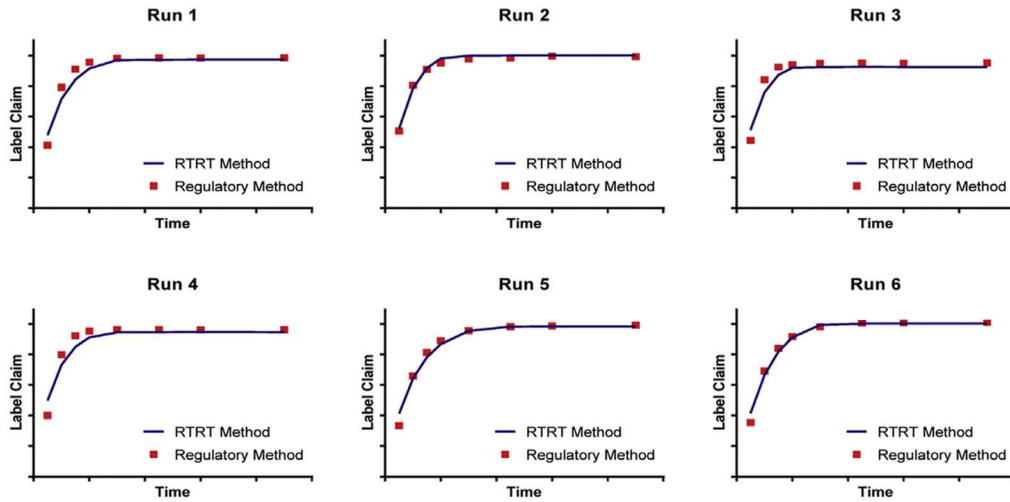 Run 1
Label Claim
RTRT Method
Regulatory Method
Time
Run 2
Label Claim
RTRT Method
Regulatory Method
Time
Run 3
Label Claim
RTRT Method
Regulatory Method
Time
Run 4
Label Claim
RTRT Method
Regulatory Method
Time
Run 5
Label Claim
RTRT Method
Regulatory Method
Time
Run 6
Label Claim
RTRT Method
Regulatory Method
Time